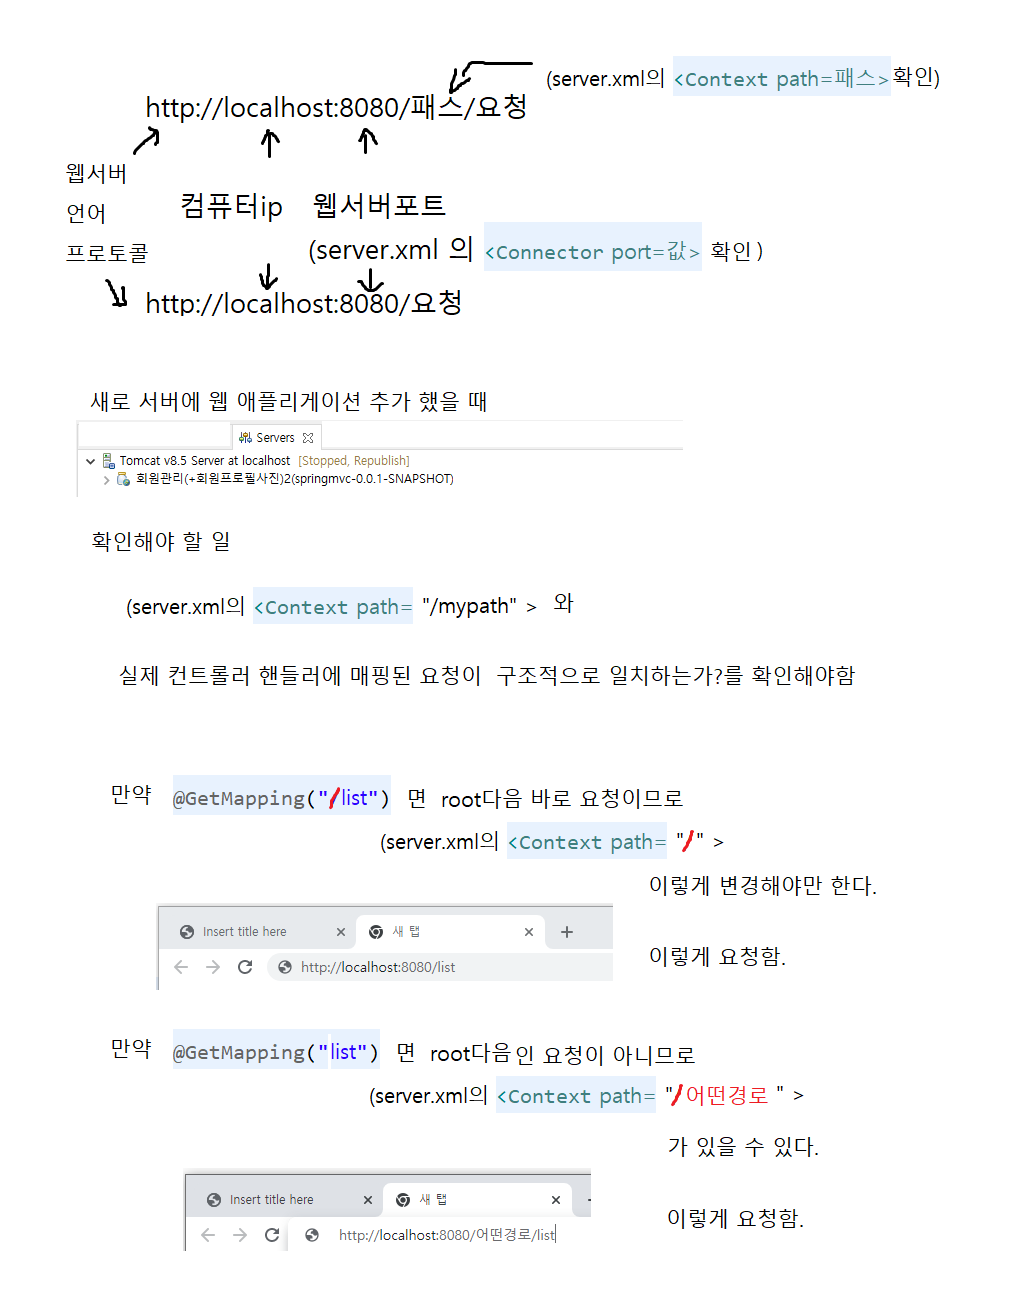 (server.xml의 <Context path=패스>확인)
http://localhost:8080/패스/요청
웹서버
언어
프로토콜
컴퓨터ip 웹서버포트
(server.xml 의 <Connector port=값> 확인 )
http://localhost:8080/요청
새로 서버에 웹 애플리게이션 추가 했을 때
Servers
Tomcat v8.5 Server at localhost [Stopped, Republish]
회원관리(+회원프로필사진)2(springmvc-0.0.1-SNAPSHOT)
확인해야 할 일
(server.xml의 <Context path= "/mypath" > 와
실제 컨트롤러 핸들러에 매핑된 요청이 구조적으로 일치하는가?를 확인해야함
만약 @GetMapping("/list") 면 root다음 바로 요청이므로
(server.xml의 <Context path= "/" >
이렇게 변경해야만 한다.
Insert title here 새 탭
이렇게 요청함.
http://localhost:8080/list
만약 @GetMapping("list") 면 root다음인 요청이 아니므로
(server.xml의 <Context path= "/어떤경로 " >
가 있을 수 있다.
Insert title here 새 탭
이렇게 요청함.
http://localhost:8080/어떤경로/list